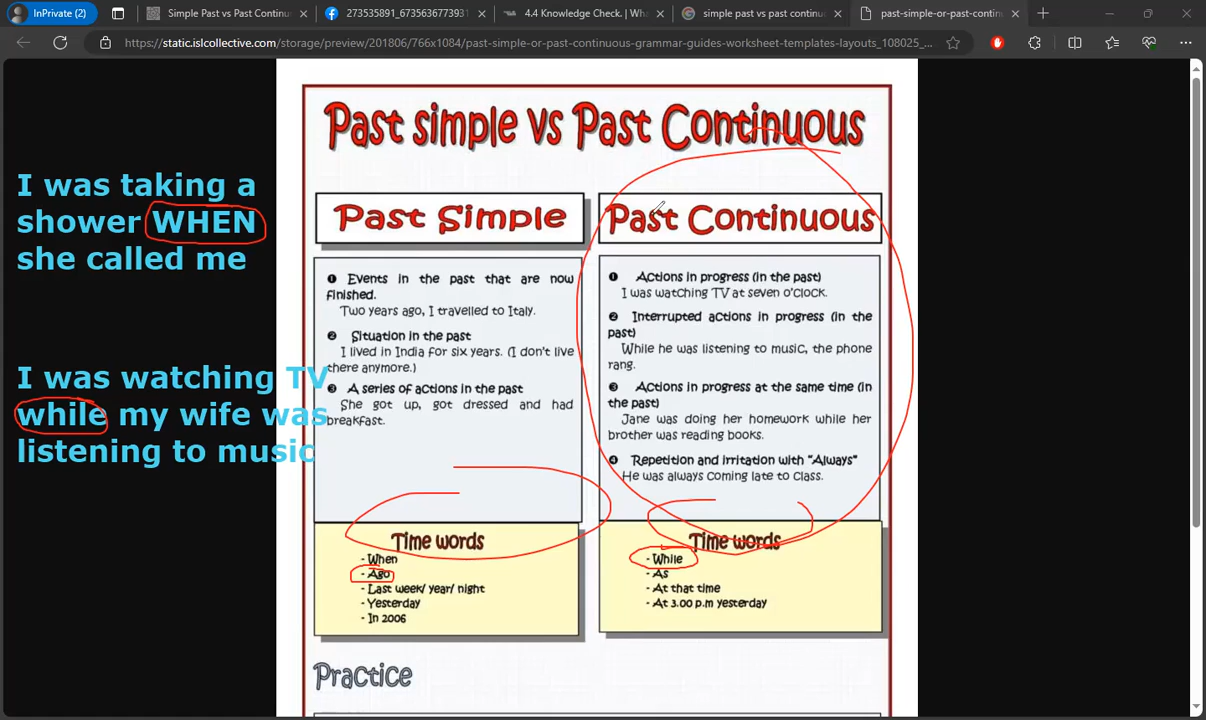 InPrivate (2)
Simple Past vs Past Continu
273535891_6735636773931
4.4 Knowledge Check. | Wha
simple past vs past continu
past-simple-or-past-contin
https://static.islcollective.com/storage/preview/201806/766x1084/past-simple-or-past-continuous-grammar-guides-worksheet-templates-layouts_108025_...
Past simple vs Past Continuous
I was taking a
shower WHEN
she called me
I was watching TV
while my wife was
listening to music
Past Simple
❶ Events in the past that are now
finished.
Two years ago, I travelled to Italy.
❷ Situation in the past
I lived in India for six years. (I don't live
there anymore.)
❸ A series of actions in the past
She got up, got dressed and had
breakfast.
Time words
- When
- Ago
- Last week/ year/ night
- Yesterday
- In 2006
Past Continuous
❶ Actions in progress (in the past)
I was watching TV at seven o'clock.
❷ Interrupted actions in progress (in the
past)
While he was listening to music, the phone
rang.
❸ Actions in progress at the same time (in
the past)
Jane was doing her homework while her
brother was reading books.
❹ Repetition and irritation with "Always"
He was always coming late to class.
Time words
- While
- As
- At that time
- At 3.00 p.m yesterday
Practice